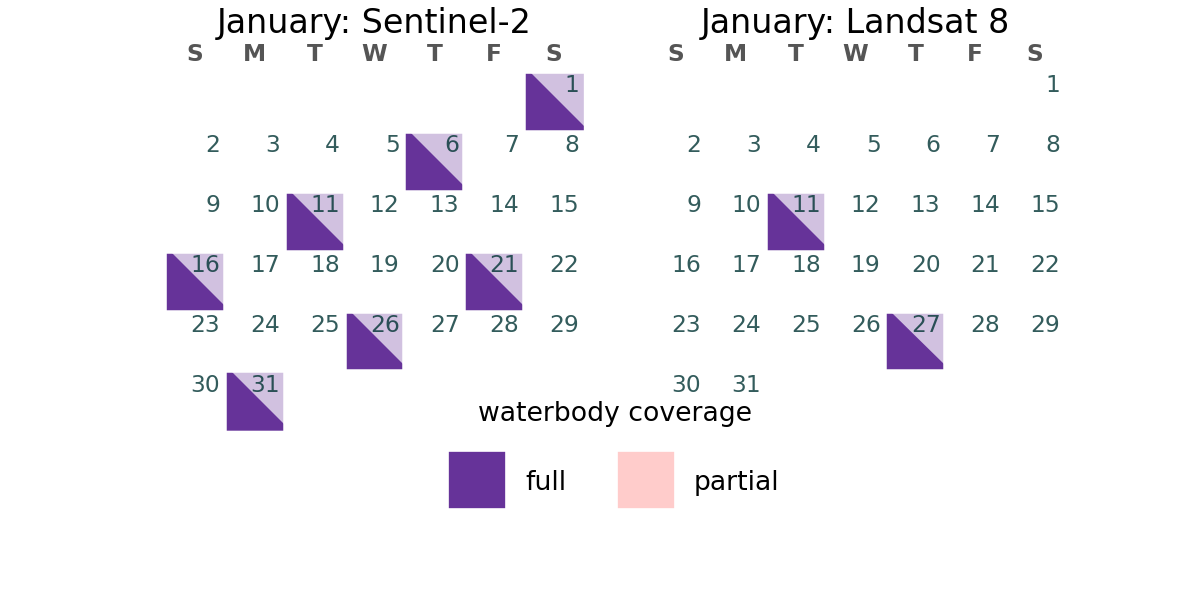 January: Sentinel-2
S M T W T F S
1
2 3 4 5 6 7 8
9 10 11 12 13 14 15
16 17 18 19 20 21 22
23 24 25 26 27 28 29
30 31
January: Landsat 8
S M T W T F S
1
2 3 4 5 6 7 8
9 10 11 12 13 14 15
16 17 18 19 20 21 22
23 24 25 26 27 28 29
30 31
waterbody coverage
full partial